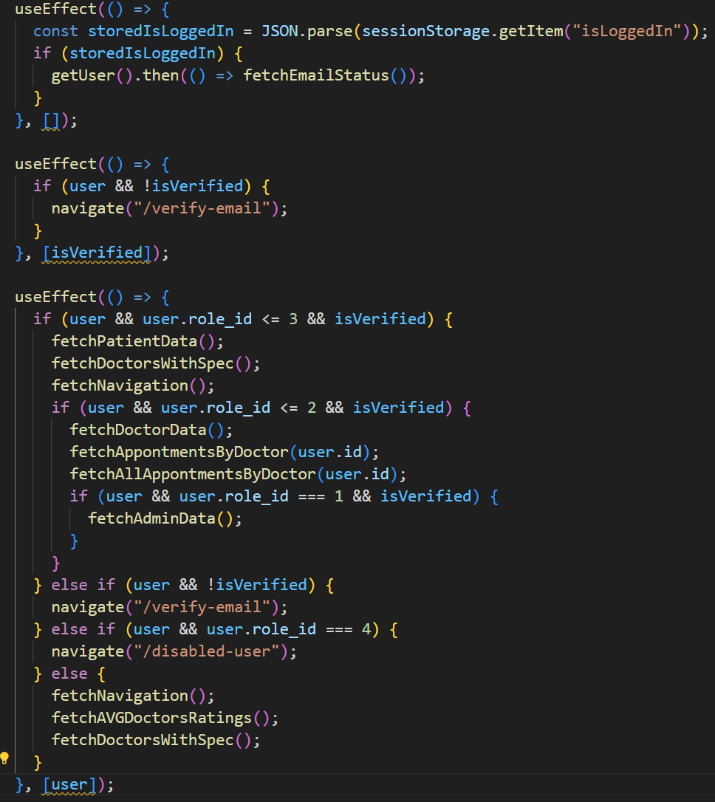 useEffect(() => {
const storedIsLoggedIn = JSON.parse(sessionStorage.getItem("isLoggedIn"));
if (storedIsLoggedIn) {
getUser().then(() => fetchEmailStatus());
}
}, []);
useEffect(() => {
if (user && !isVerified) {
navigate("/verify-email");
}
}, [isVerified]);
useEffect(() => {
if (user && user.role_id <= 3 && isVerified) {
fetchPatientData();
fetchDoctorsWithSpec();
fetchNavigation();
if (user && user.role_id <= 2 && isVerified) {
fetchDoctorData();
fetchAppontmentsByDoctor(user.id);
fetchAllAppontmentsByDoctor(user.id);
if (user && user.role_id === 1 && isVerified) {
fetchAdminData();
}
}
} else if (user && !isVerified) {
navigate("/verify-email");
} else if (user && user.role_id === 4) {
navigate("/disabled-user");
} else {
fetchNavigation();
fetchAVGDoctorsRatings();
fetchDoctorsWithSpec();
}
}, [user]);